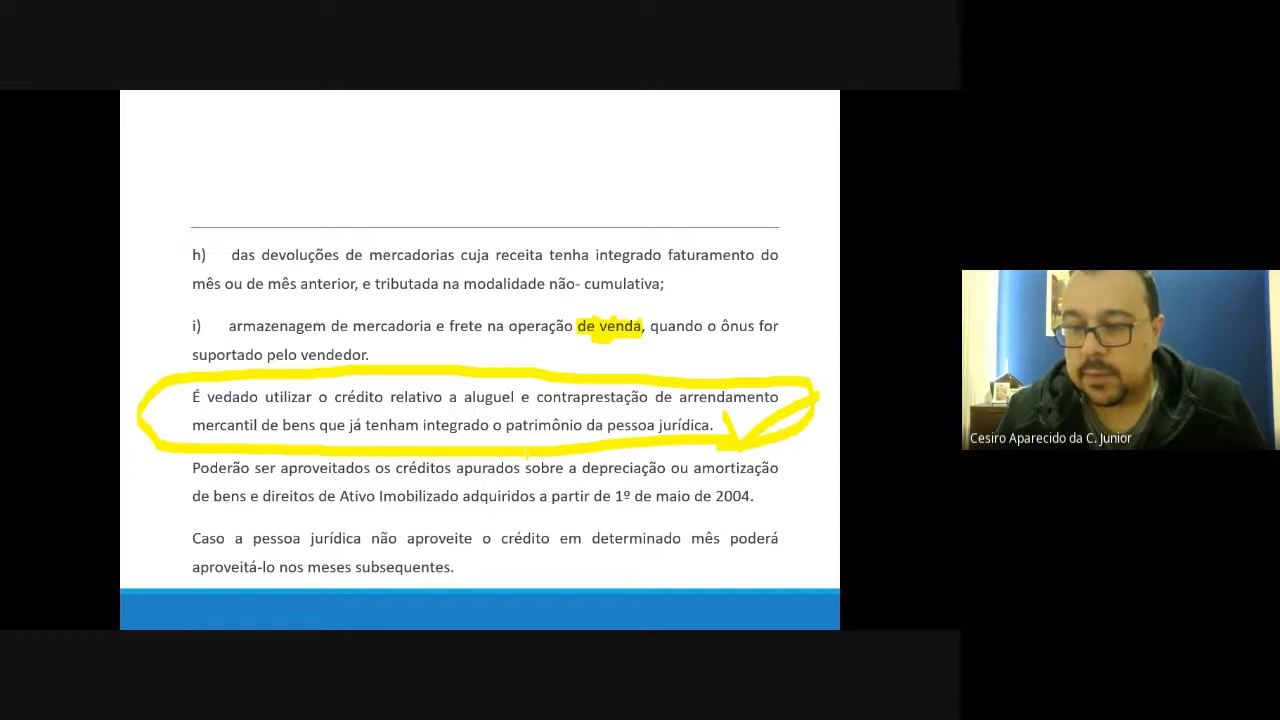 h) das devoluções de mercadorias cuja receita tenha integrado faturamento do
mês ou de mês anterior, e tributada na modalidade não- cumulativa;
i) armazenagem de mercadoria e frete na operação de venda, quando o ônus for
suportado pelo vendedor.
É vedado utilizar o crédito relativo a aluguel e contraprestação de arrendamento
mercantil de bens que já tenham integrado o patrimônio da pessoa jurídica.
Poderão ser aproveitados os créditos apurados sobre a depreciação ou amortização
de bens e direitos de Ativo Imobilizado adquiridos a partir de 1º de maio de 2004.
Caso a pessoa jurídica não aproveite o crédito em determinado mês poderá
aproveitá-lo nos meses subsequentes.
Cesiro Aparecido da C. Junior